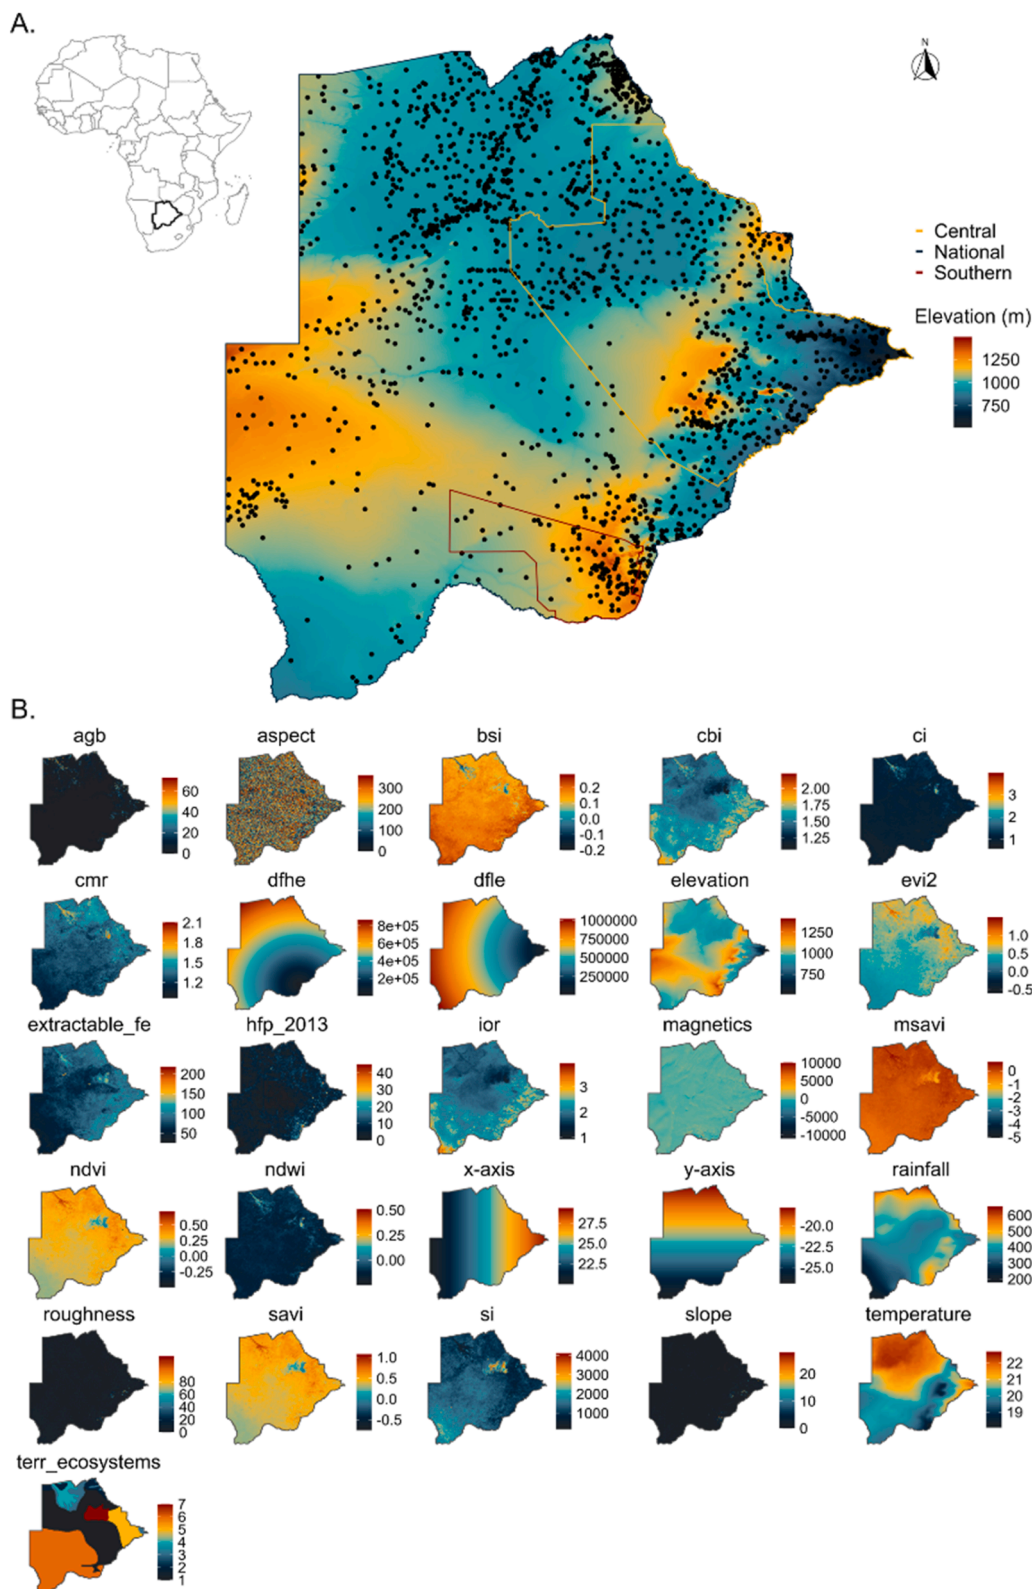 A.
N
Central
National
Southern
Elevation (m)
1250
1000
750
B.
agb
60
40
20
0
aspect
300
200
100
0
bsi
0.2
0.1
0.0
-0.1
-0.2
cbi
2.00
1.75
1.50
1.25
ci
3
2
1
cmr
2.1
1.8
1.5
1.2
dfhe
8e+05
6e+05
4e+05
2e+05
dfle
1000000
750000
500000
250000
elevation
1250
1000
750
evi2
1.0
0.5
0.0
-0.5
extractable_fe
200
150
100
50
hfp_2013
40
30
20
10
0
ior
3
2
1
magnetics
10000
5000
0
-5000
-10000
msavi
0
-1
-2
-3
-4
-5
ndvi
0.50
0.25
0.00
-0.25
ndwi
0.50
0.25
0.00
x-axis
27.5
25.0
22.5
y-axis
-20.0
-22.5
-25.0
rainfall
600
500
400
300
200
roughness
80
60
40
20
0
savi
1.0
0.5
0.0
-0.5
si
4000
3000
2000
1000
slope
20
10
0
temperature
22
21
20
19
terr_ecosystems
7
6
5
4
3
2
1